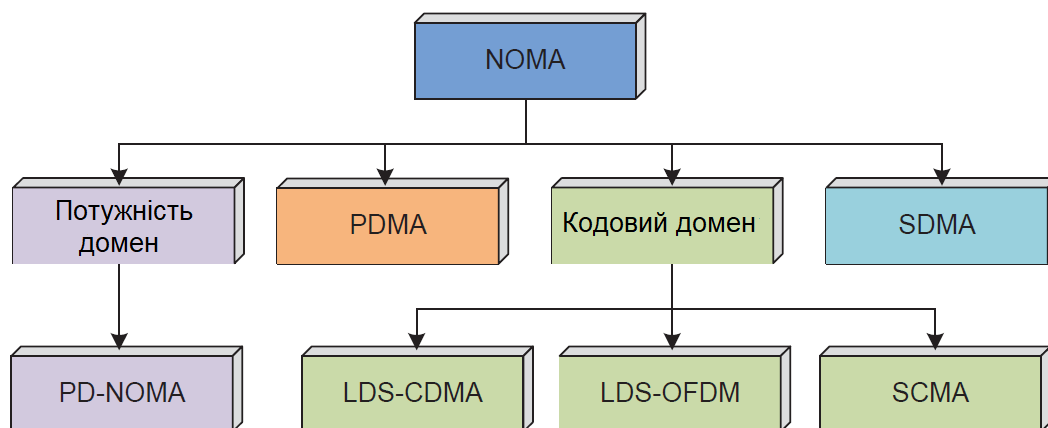 NOMA
Потужність
домен
PDMA
Кодовий домен
SDMA
PD-NOMA
LDS-CDMA
LDS-OFDM
SCMA